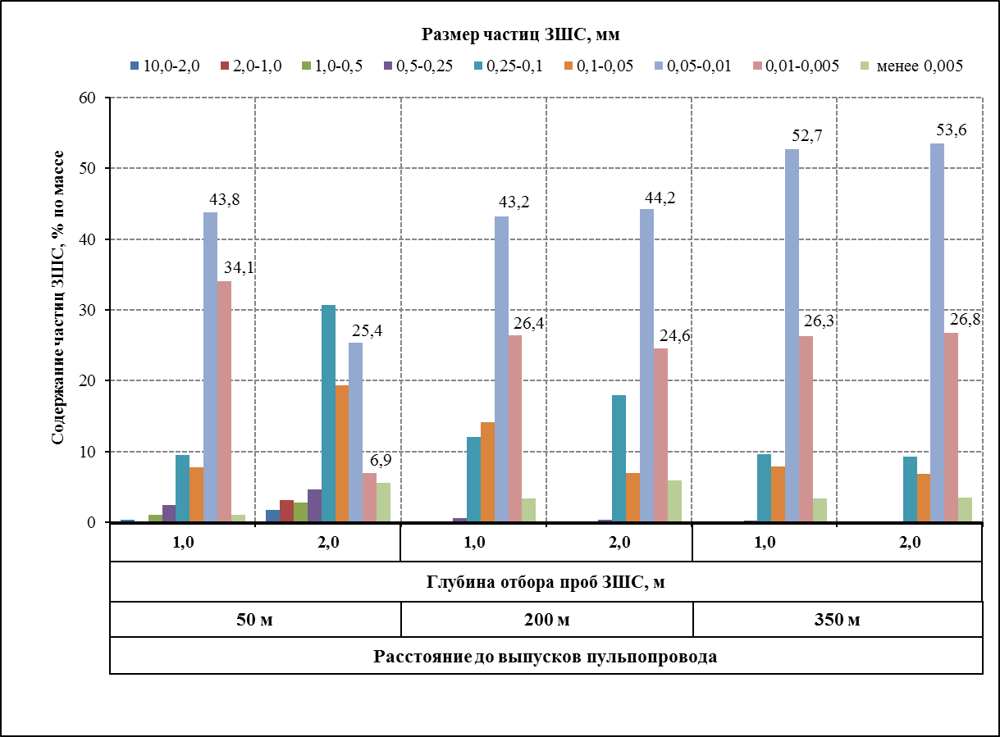 Размер частиц ЗШС, мм
10,0-2,0 2,0-1,0 1,0-0,5 0,5-0,25 0,25-0,1 0,1-0,05 0,05-0,01 0,01-0,005 менее 0,005
Содержание частиц ЗШС, % по массе
60
50
40
30
20
10
0
43,8
34,1
25,4
6,9
43,2
26,4
44,2
24,6
52,7
26,3
53,6
26,8
1,0 2,0 1,0 2,0 1,0 2,0
Глубина отбора проб ЗШС, м
50 м 200 м 350 м
Расстояние до выпусков пульпопровода